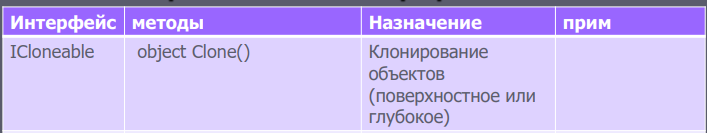 Интерфейс методы Назначение прим
ICloneable object Clone() Клонирование
объектов
(поверхностное или
глубокое)